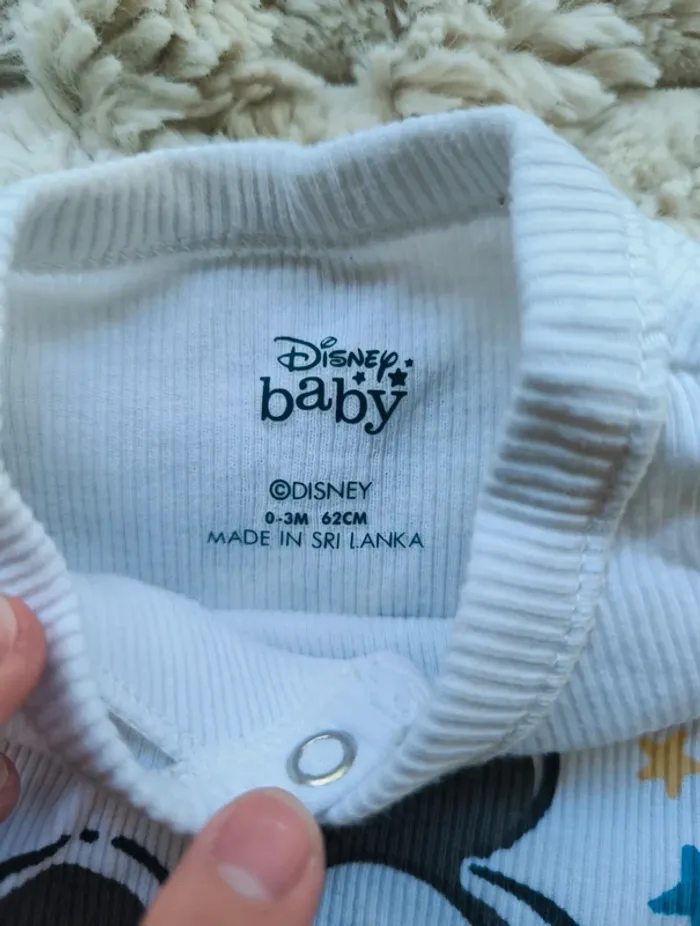 Disney
baby
©DISNEY
0-3M 62CM
MADE IN SRI LANKA